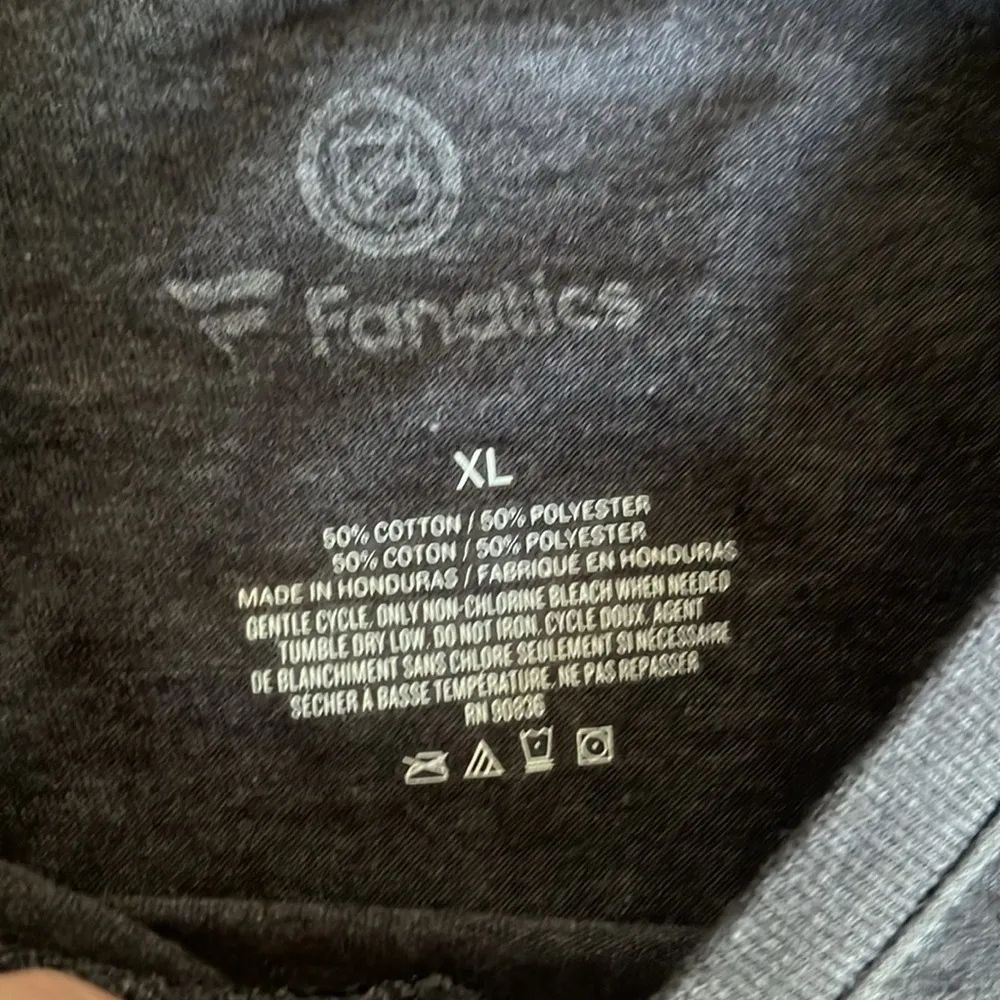 Fanatics
XL
50% COTTON / 50% POLYESTER
50% COTON / 50% POLYESTER
MADE IN HONDURAS / FABRIQUÉ EN HONDURAS
GENTLE CYCLE, ONLY NON-CHLORINE BLEACH WHEN NEEDED
TUMBLE DRY LOW, DO NOT IRON. CYCLE DOUX, AGENT
DE BLANCHIMENT SANS CHLORE SEULEMENT SI NÉCESSAIRE
SÉCHER À BASSE TEMPÉRATURE, NE PAS REPASSER
RN 90836